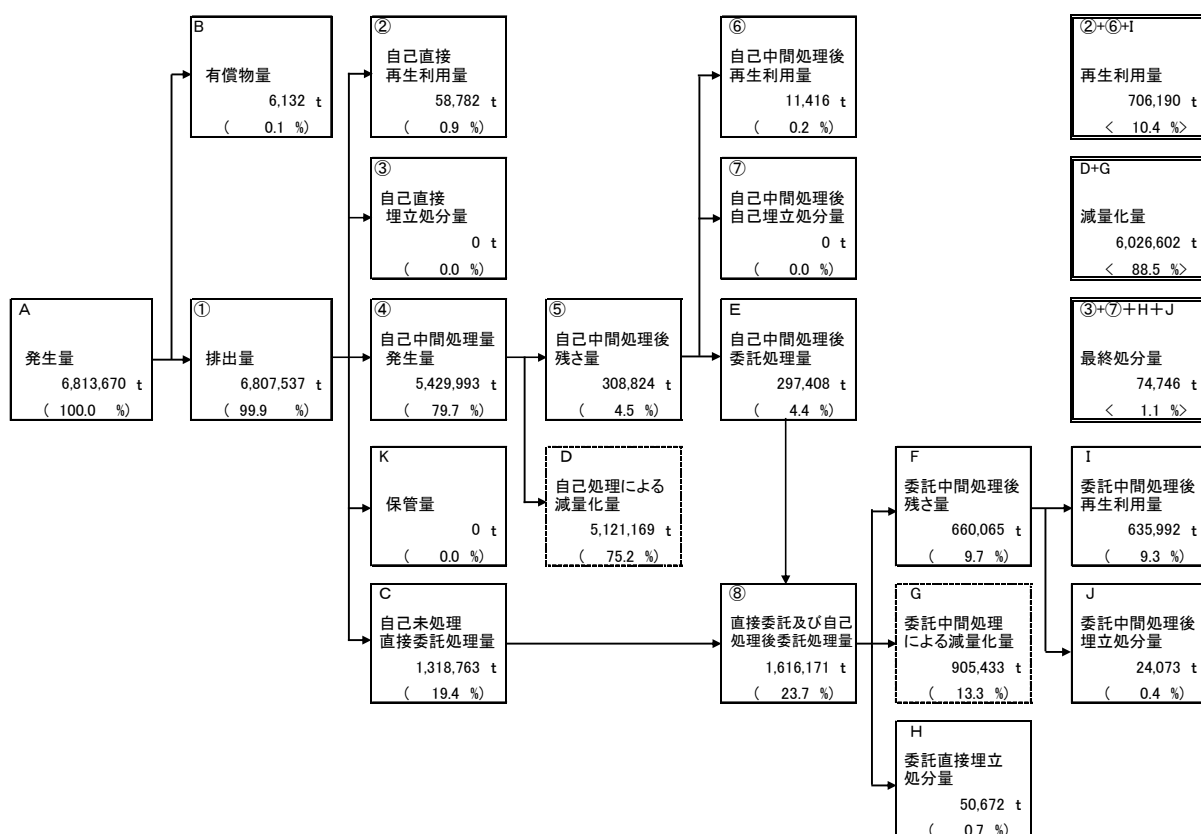 B
有償物量
6,132 t
( 0.1 %)
②
自己直接
再生利用量
58,782 t
( 0.9 %)
⑥
自己中間処理後
再生利用量
11,416 t
( 0.2 %)
②+⑥+I
再生利用量
706,190 t
< 10.4 %>
③
自己直接
埋立処分量
0 t
( 0.0 %)
⑦
自己中間処理後
自己埋立処分量
0 t
( 0.0 %)
D+G
減量化量
6,026,602 t
< 88.5 %>
A
発生量
6,813,670 t
( 100.0 %)
①
排出量
6,807,537 t
( 99.9 %)
④
自己中間処理量
発生量
5,429,993 t
( 79.7 %)
⑤
自己中間処理後
残さ量
308,824 t
( 4.5 %)
E
自己中間処理後
委託処理量
297,408 t
( 4.4 %)
③+⑦+H+J
最終処分量
74,746 t
< 1.1 %>
K
保管量
0 t
( 0.0 %)
D
自己処理による
減量化量
5,121,169 t
( 75.2 %)
F
委託中間処理後
残さ量
660,065 t
( 9.7 %)
I
委託中間処理後
再生利用量
635,992 t
( 9.3 %)
C
自己未処理
直接委託処理量
1,318,763 t
( 19.4 %)
⑧
直接委託及び自己
処理後委託処理量
1,616,171 t
( 23.7 %)
G
委託中間処理
による減量化量
905,433 t
( 13.3 %)
J
委託中間処理後
埋立処分量
24,073 t
( 0.4 %)
H
委託直接埋立
処分量
50,672 t
( 0.7 %)